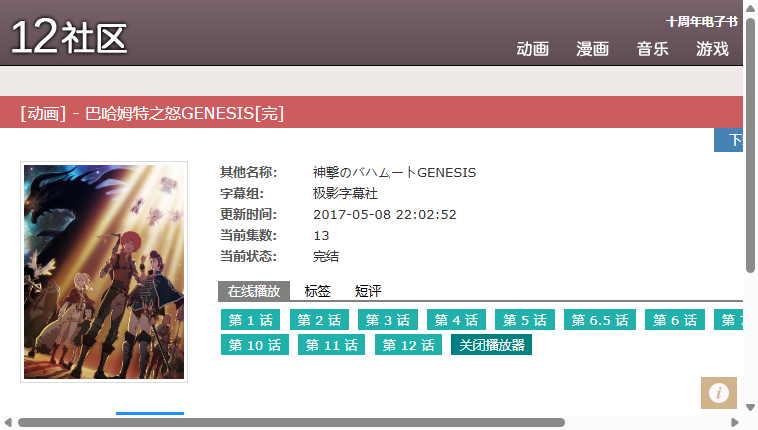 12社区
十周年电子书
动画 漫画 音乐 游戏
[动画] - 巴哈姆特之怒GENESIS[完]
其他名称: 神撃のバハムートGENESIS
字幕组: 极影字幕社
更新时间: 2017-05-08 22:02:52
当前集数: 13
当前状态: 完结
在线播放 标签 短评
第 1 话 第 2 话 第 3 话 第 4 话 第 5 话 第 6.5 话 第 6 话 第
第 10 话 第 11 话 第 12 话 关闭播放器